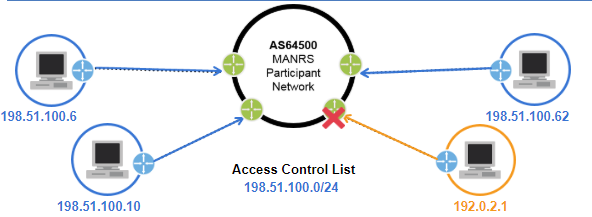 AS64500
MANRS
Participant
Network
198.51.100.6
198.51.100.62
Access Control List
198.51.100.0/24
198.51.100.10
192.0.2.1